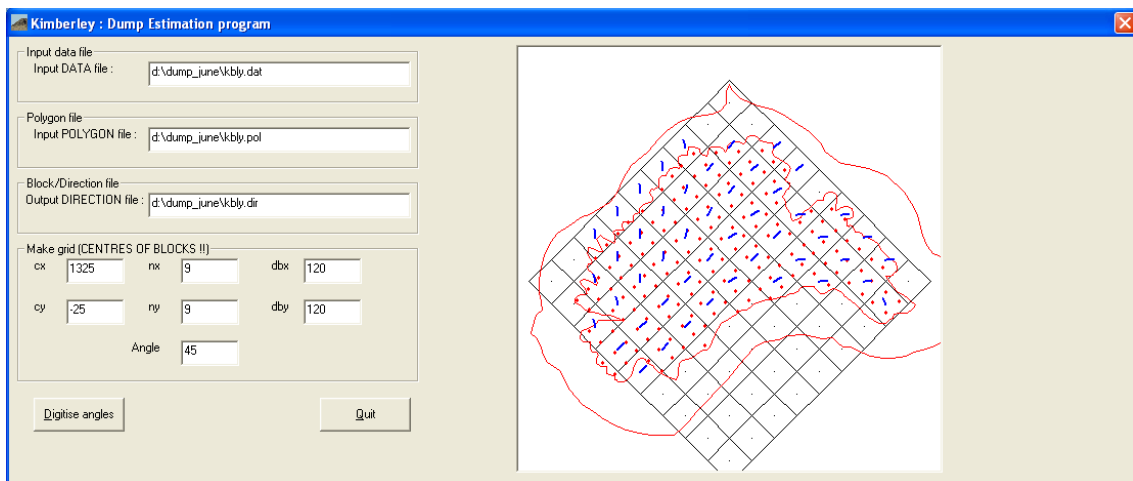 Kimberley : Dump Estimation program
Input data file
Input DATA file : d:\dump_june\kbly.dat
Polygon file
Input POLYGON file : d:\dump_june\kbly.pol
Block/Direction file
Output DIRECTION file : d:\dump_june\kbly.dir
Make grid (CENTRES OF BLOCKS !!)
cx 1325 nx 9 dbx 120
cy -25 ny 9 dby 120
Angle 45
Digitise angles Quit